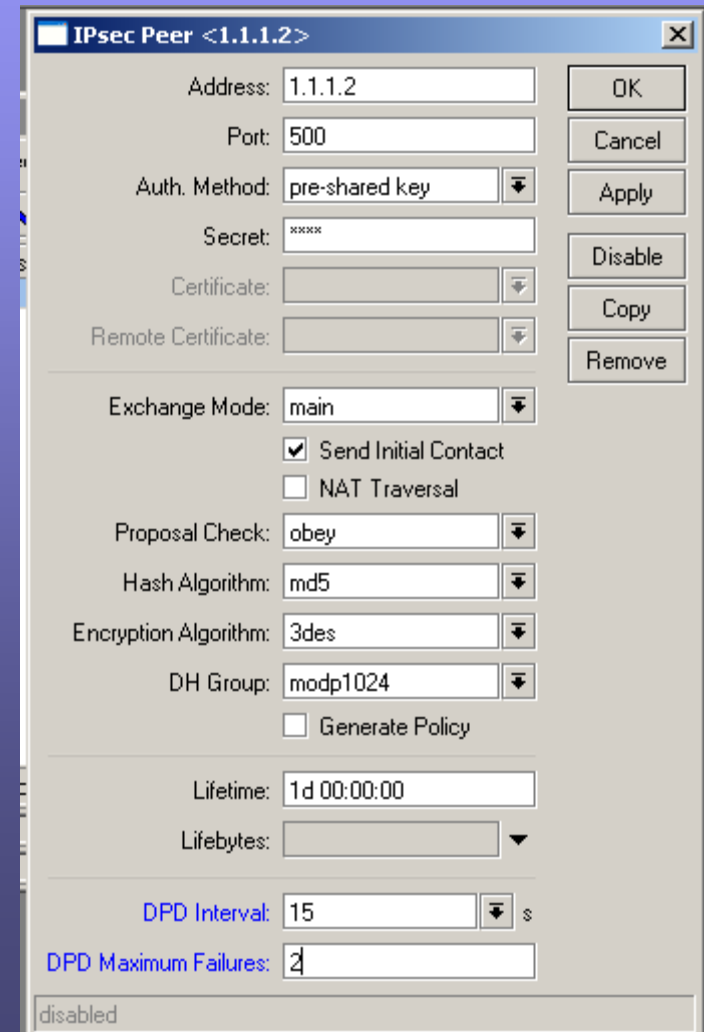 IPsec Peer <1.1.1.2>
Address: 1.1.1.2
OK
Port: 500
Cancel
Auth. Method: pre-shared key
Apply
Secret: ****
Disable
Certificate:
Copy
Remote Certificate:
Remove
Exchange Mode: main
Send Initial Contact
NAT Traversal
Proposal Check: obey
Hash Algorithm: md5
Encryption Algorithm: 3des
DH Group: modp1024
Generate Policy
Lifetime: 1d 00:00:00
Lifebytes:
DPD Interval: 15 s
DPD Maximum Failures: 2
disabled